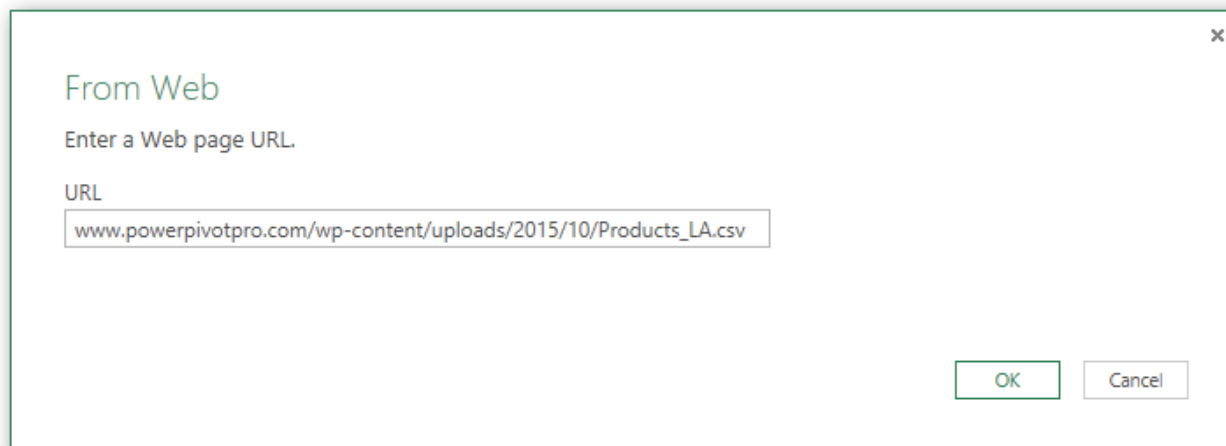 From Web
Enter a Web page URL.
URL
www.powerpivotpro.com/wp-content/uploads/2015/10/Products_LA.csv
OK Cancel